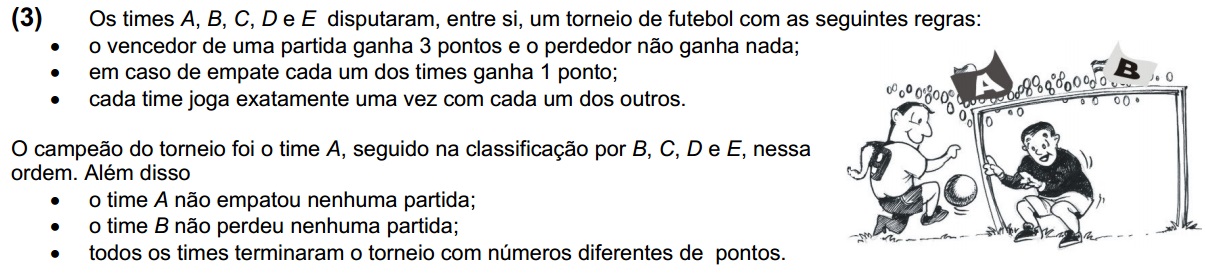 (3) Os times A, B, C, D e E disputaram, entre si, um torneio de futebol com as seguintes regras:
• o vencedor de uma partida ganha 3 pontos e o perdedor não ganha nada;
• em caso de empate cada um dos times ganha 1 ponto;
• cada time joga exatamente uma vez com cada um dos outros.
A
B
O campeão do torneio foi o time A, seguido na classificação por B, C, D e E, nessa
ordem. Além disso
• o time A não empatou nenhuma partida;
• o time B não perdeu nenhuma partida;
• todos os times terminaram o torneio com números diferentes de pontos.